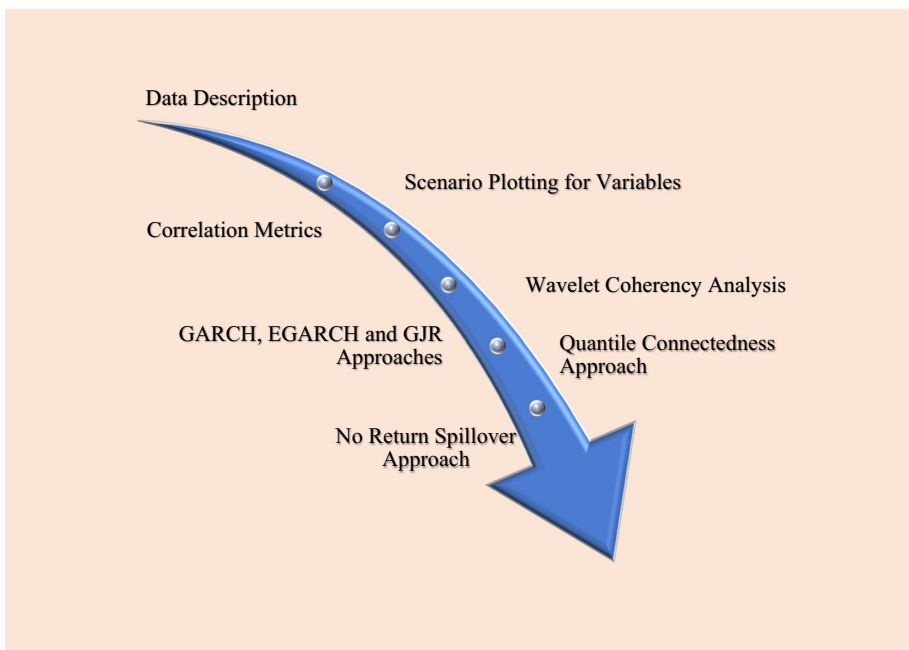 Data Description
Scenario Plotting for Variables
Correlation Metrics
Wavelet Coherency Analysis
GARCH, EGARCH and GJR
Approaches
Quantile Connectedness
Approach
No Return Spillover
Approach